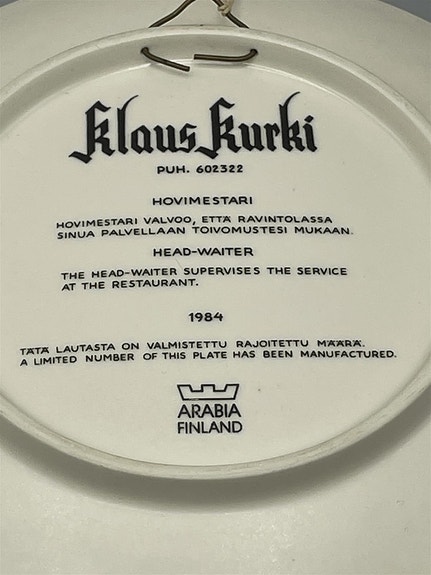 Klaus Kurki
PUH. 602322
HOVIMESTARI
HOVIMESTARI VALVOO, ETTÄ RAVINTOLASSA
SINUA PALVELLAAN TOIVOMUSTESI MUKAAN.
HEAD-WAITER
THE HEAD-WAITER SUPERVISES THE SERVICE
AT THE RESTAURANT.
1984
TÄTÄ LAUTASTA ON VALMISTETTU RAJOITETTU MÄÄRÄ.
A LIMITED NUMBER OF THIS PLATE HAS BEEN MANUFACTURED.
ARABIA
FINLAND